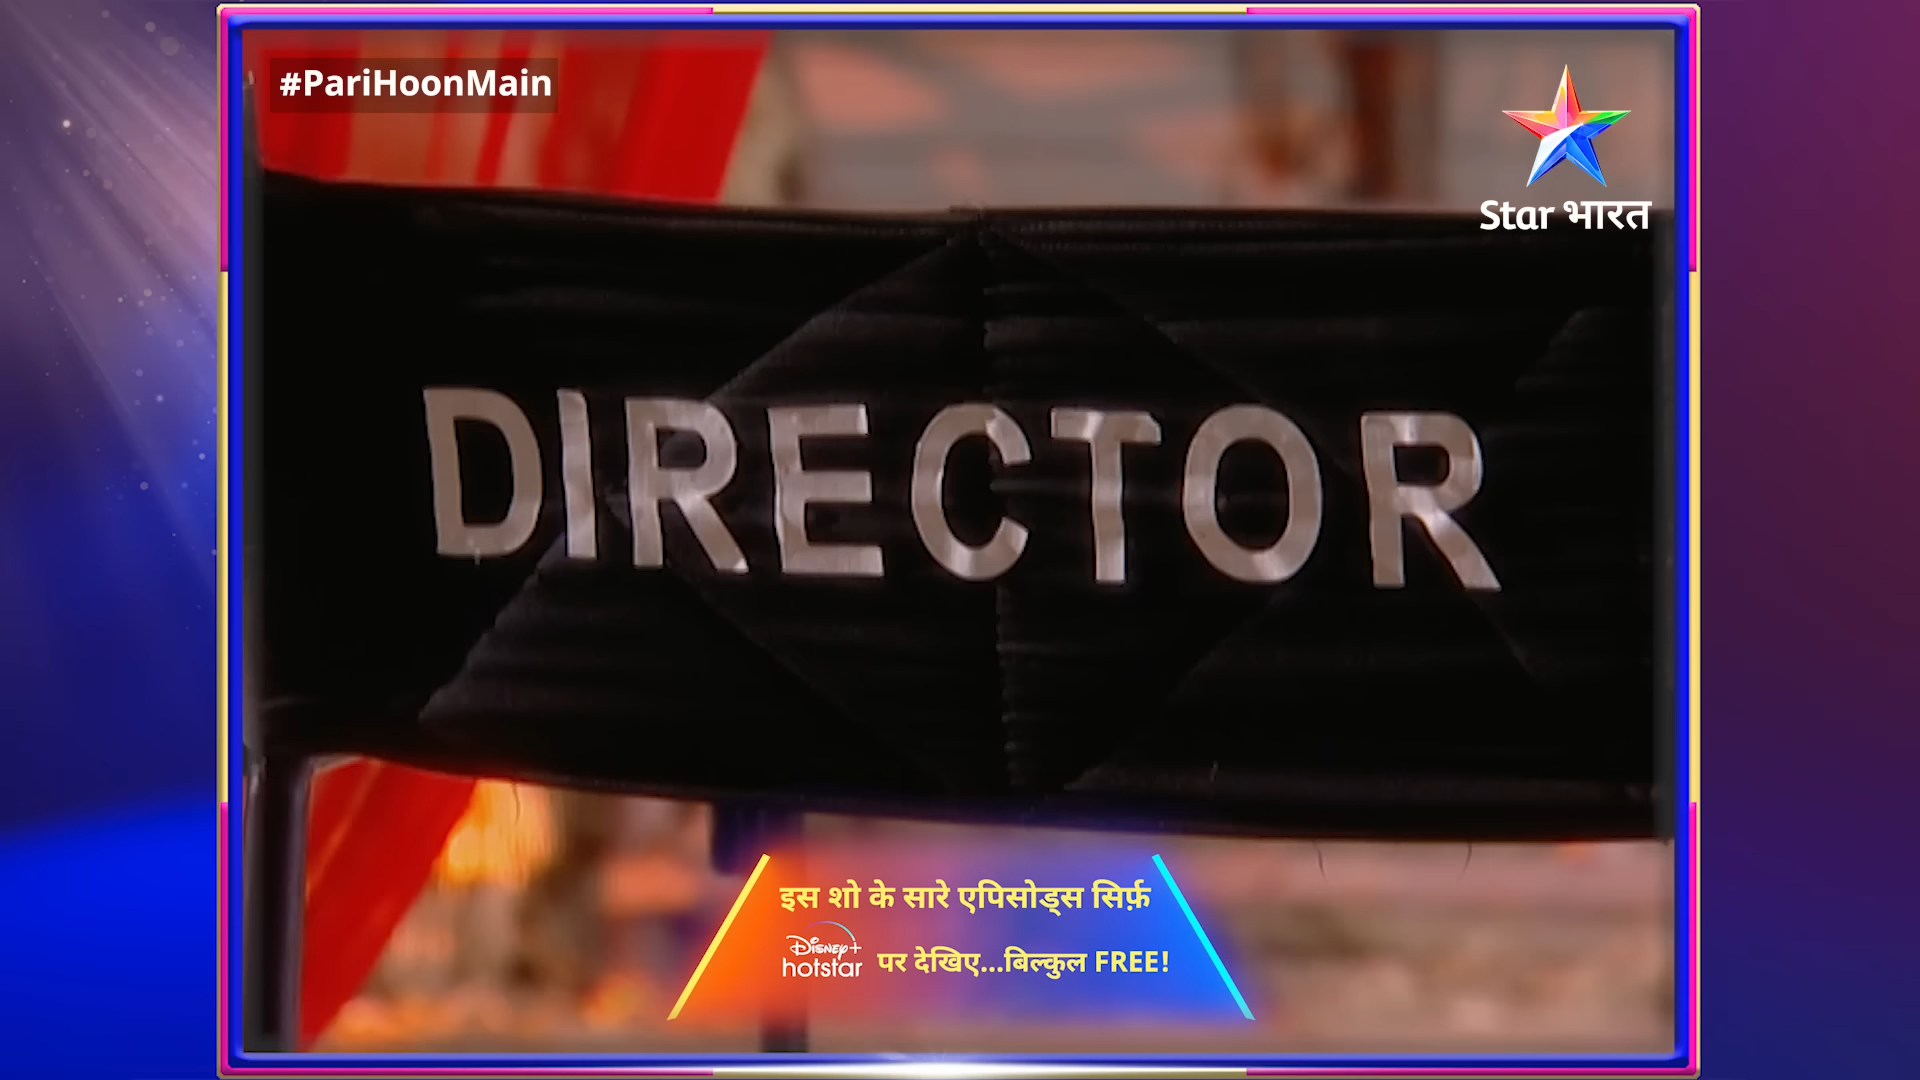 #PariHoonMain
Star भारत
DIRECTOR
इस शो के सारे एपिसोड्स सिर्फ़
Disney+ hotstar पर देखिए...बिल्कुल FREE!